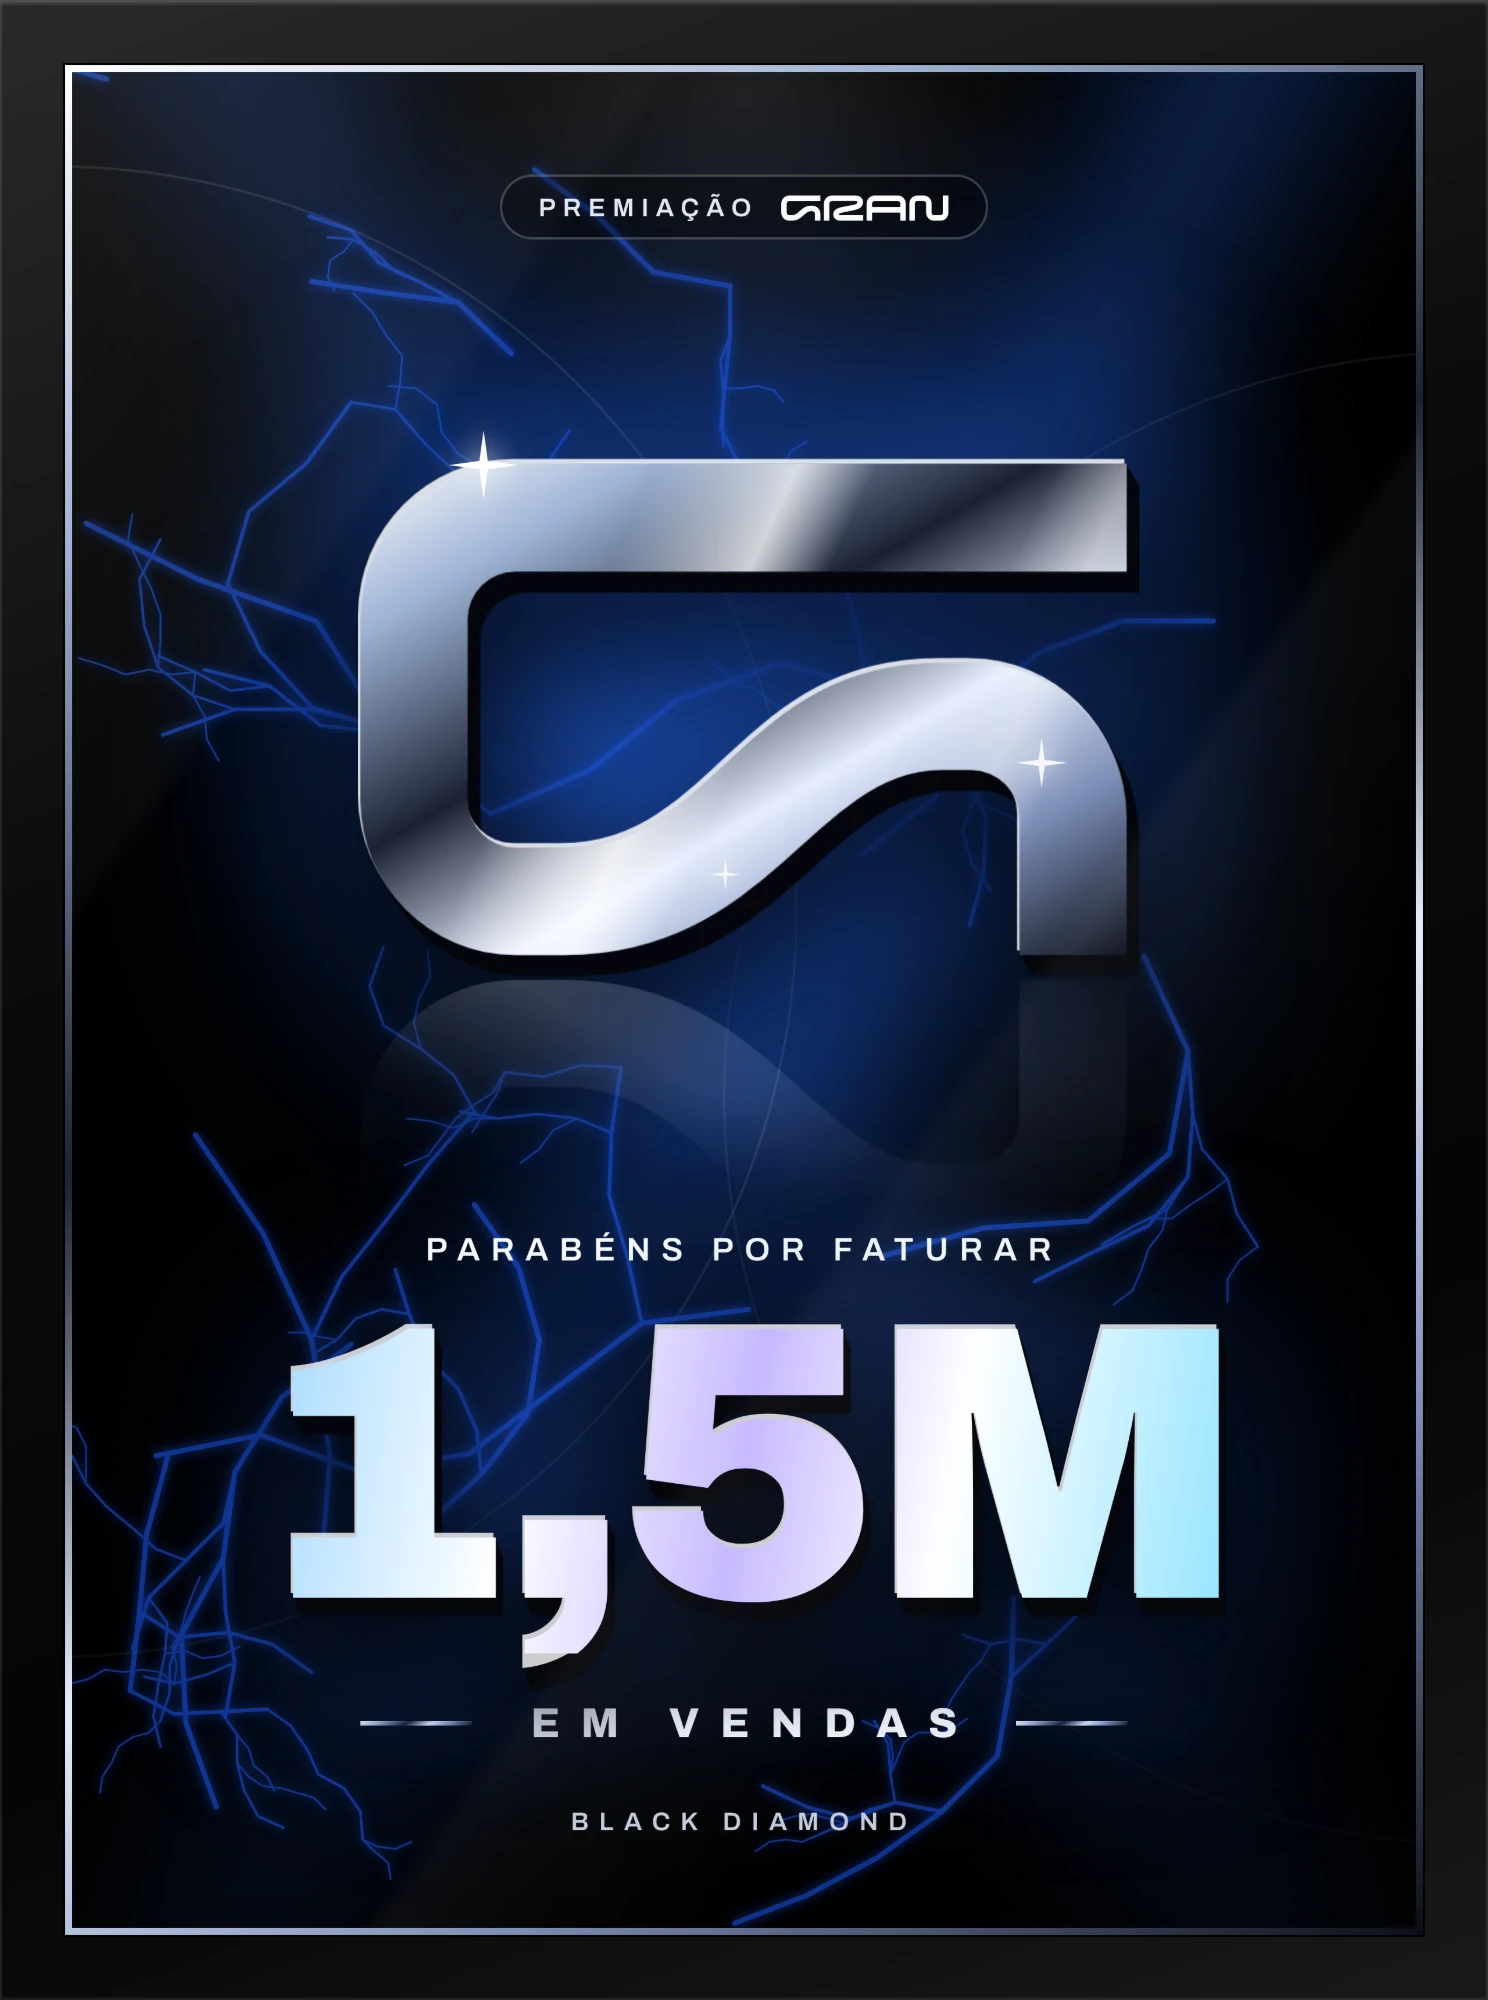 PREMIAÇÃO GRAN
PARABÉNS POR FATURAR
1,5M
EM VENDAS
BLACK DIAMOND